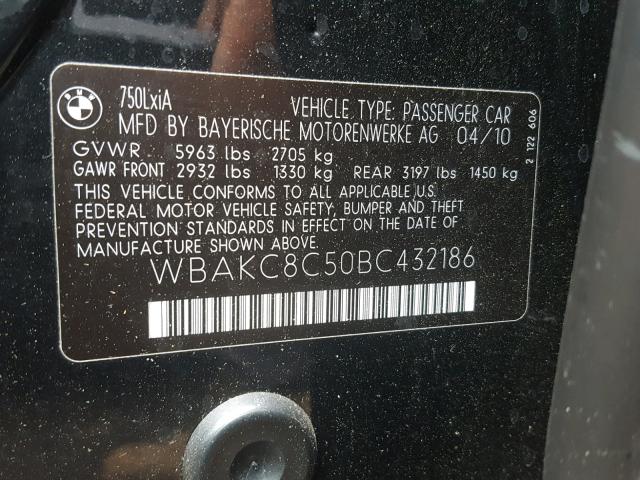 BMW
750LxiA VEHICLE TYPE: PASSENGER CAR
MFD BY BAYERISCHE MOTORENWERKE AG 04/10
GVWR 5963 lbs 2705 kg
GAWR FRONT 2932 lbs 1330 kg REAR 3197 lbs 1450 kg
THIS VEHICLE CONFORMS TO ALL APPLICABLE U.S.
FEDERAL MOTOR VEHICLE SAFETY, BUMPER AND THEFT
PREVENTION STANDARDS IN EFFECT ON THE DATE OF
MANUFACTURE SHOWN ABOVE.
WBAKC8C50BC432186
2 122 606